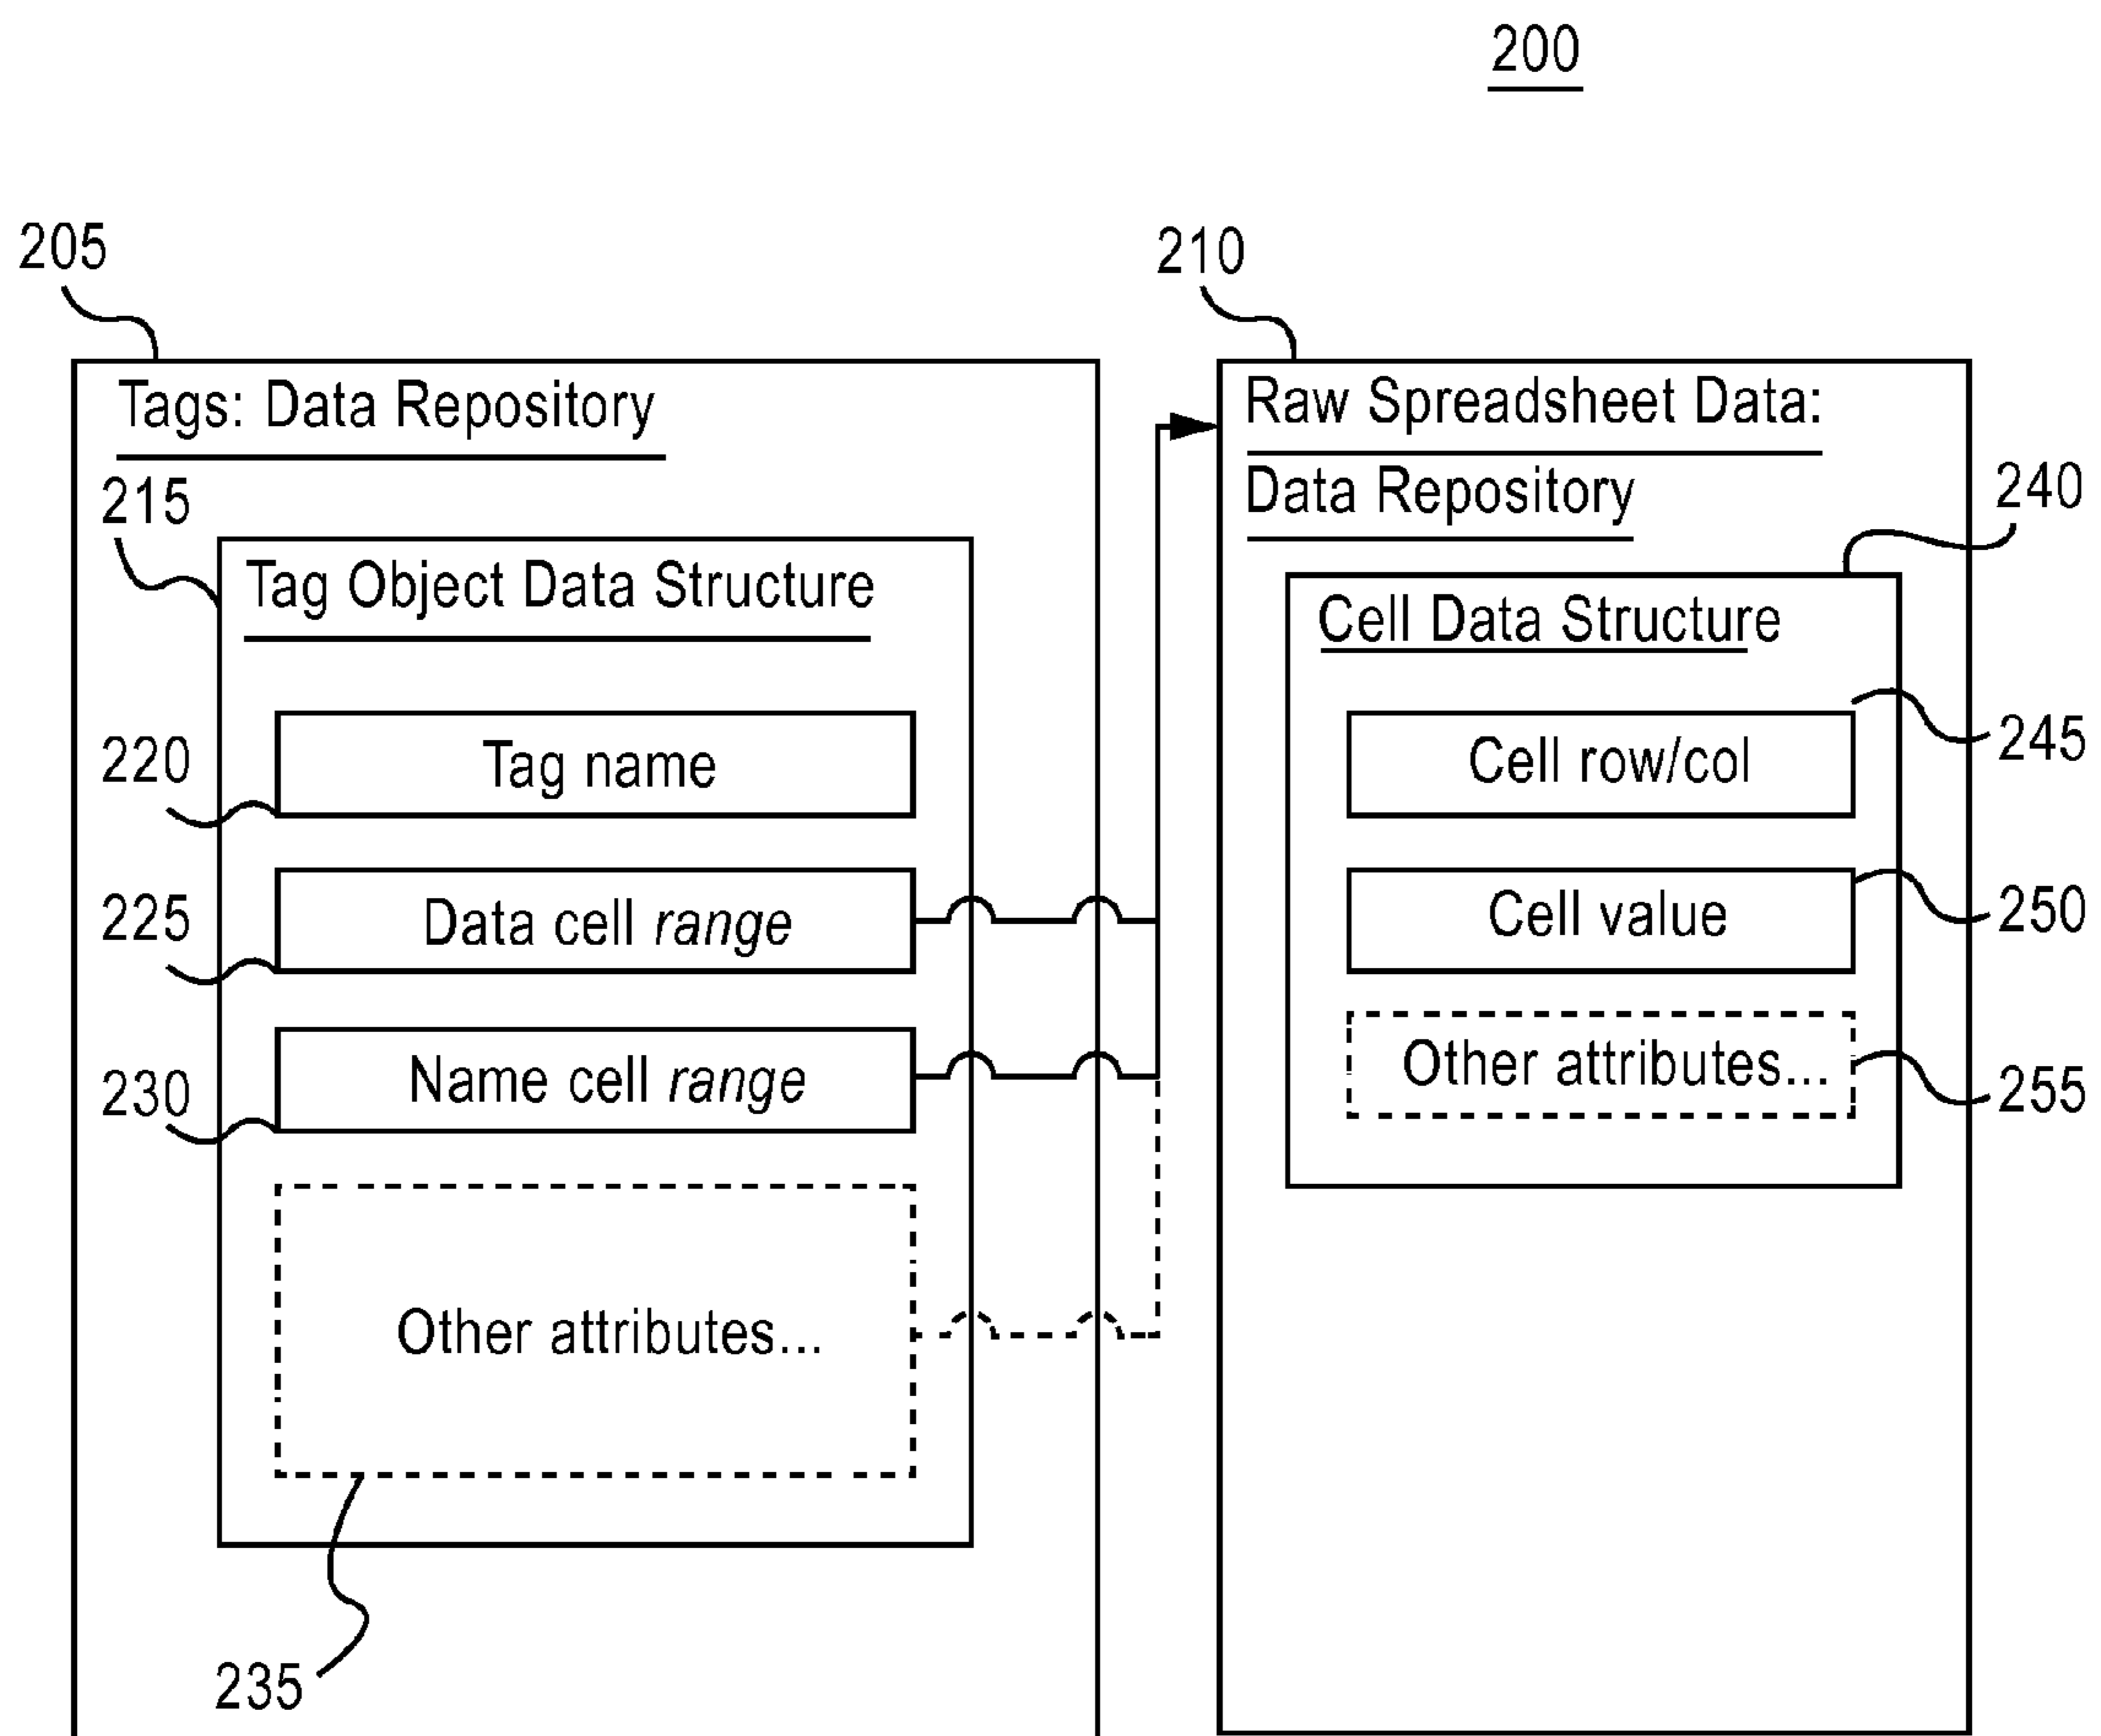 200
205
210
Tags: Data Repository
215
Tag Object Data Structure
220
Tag name
225
Data cell range
230
Name cell range
Other attributes...
235
Raw Spreadsheet Data:
Data Repository
240
Cell Data Structure
Cell row/col
245
Cell value
250
Other attributes...
255